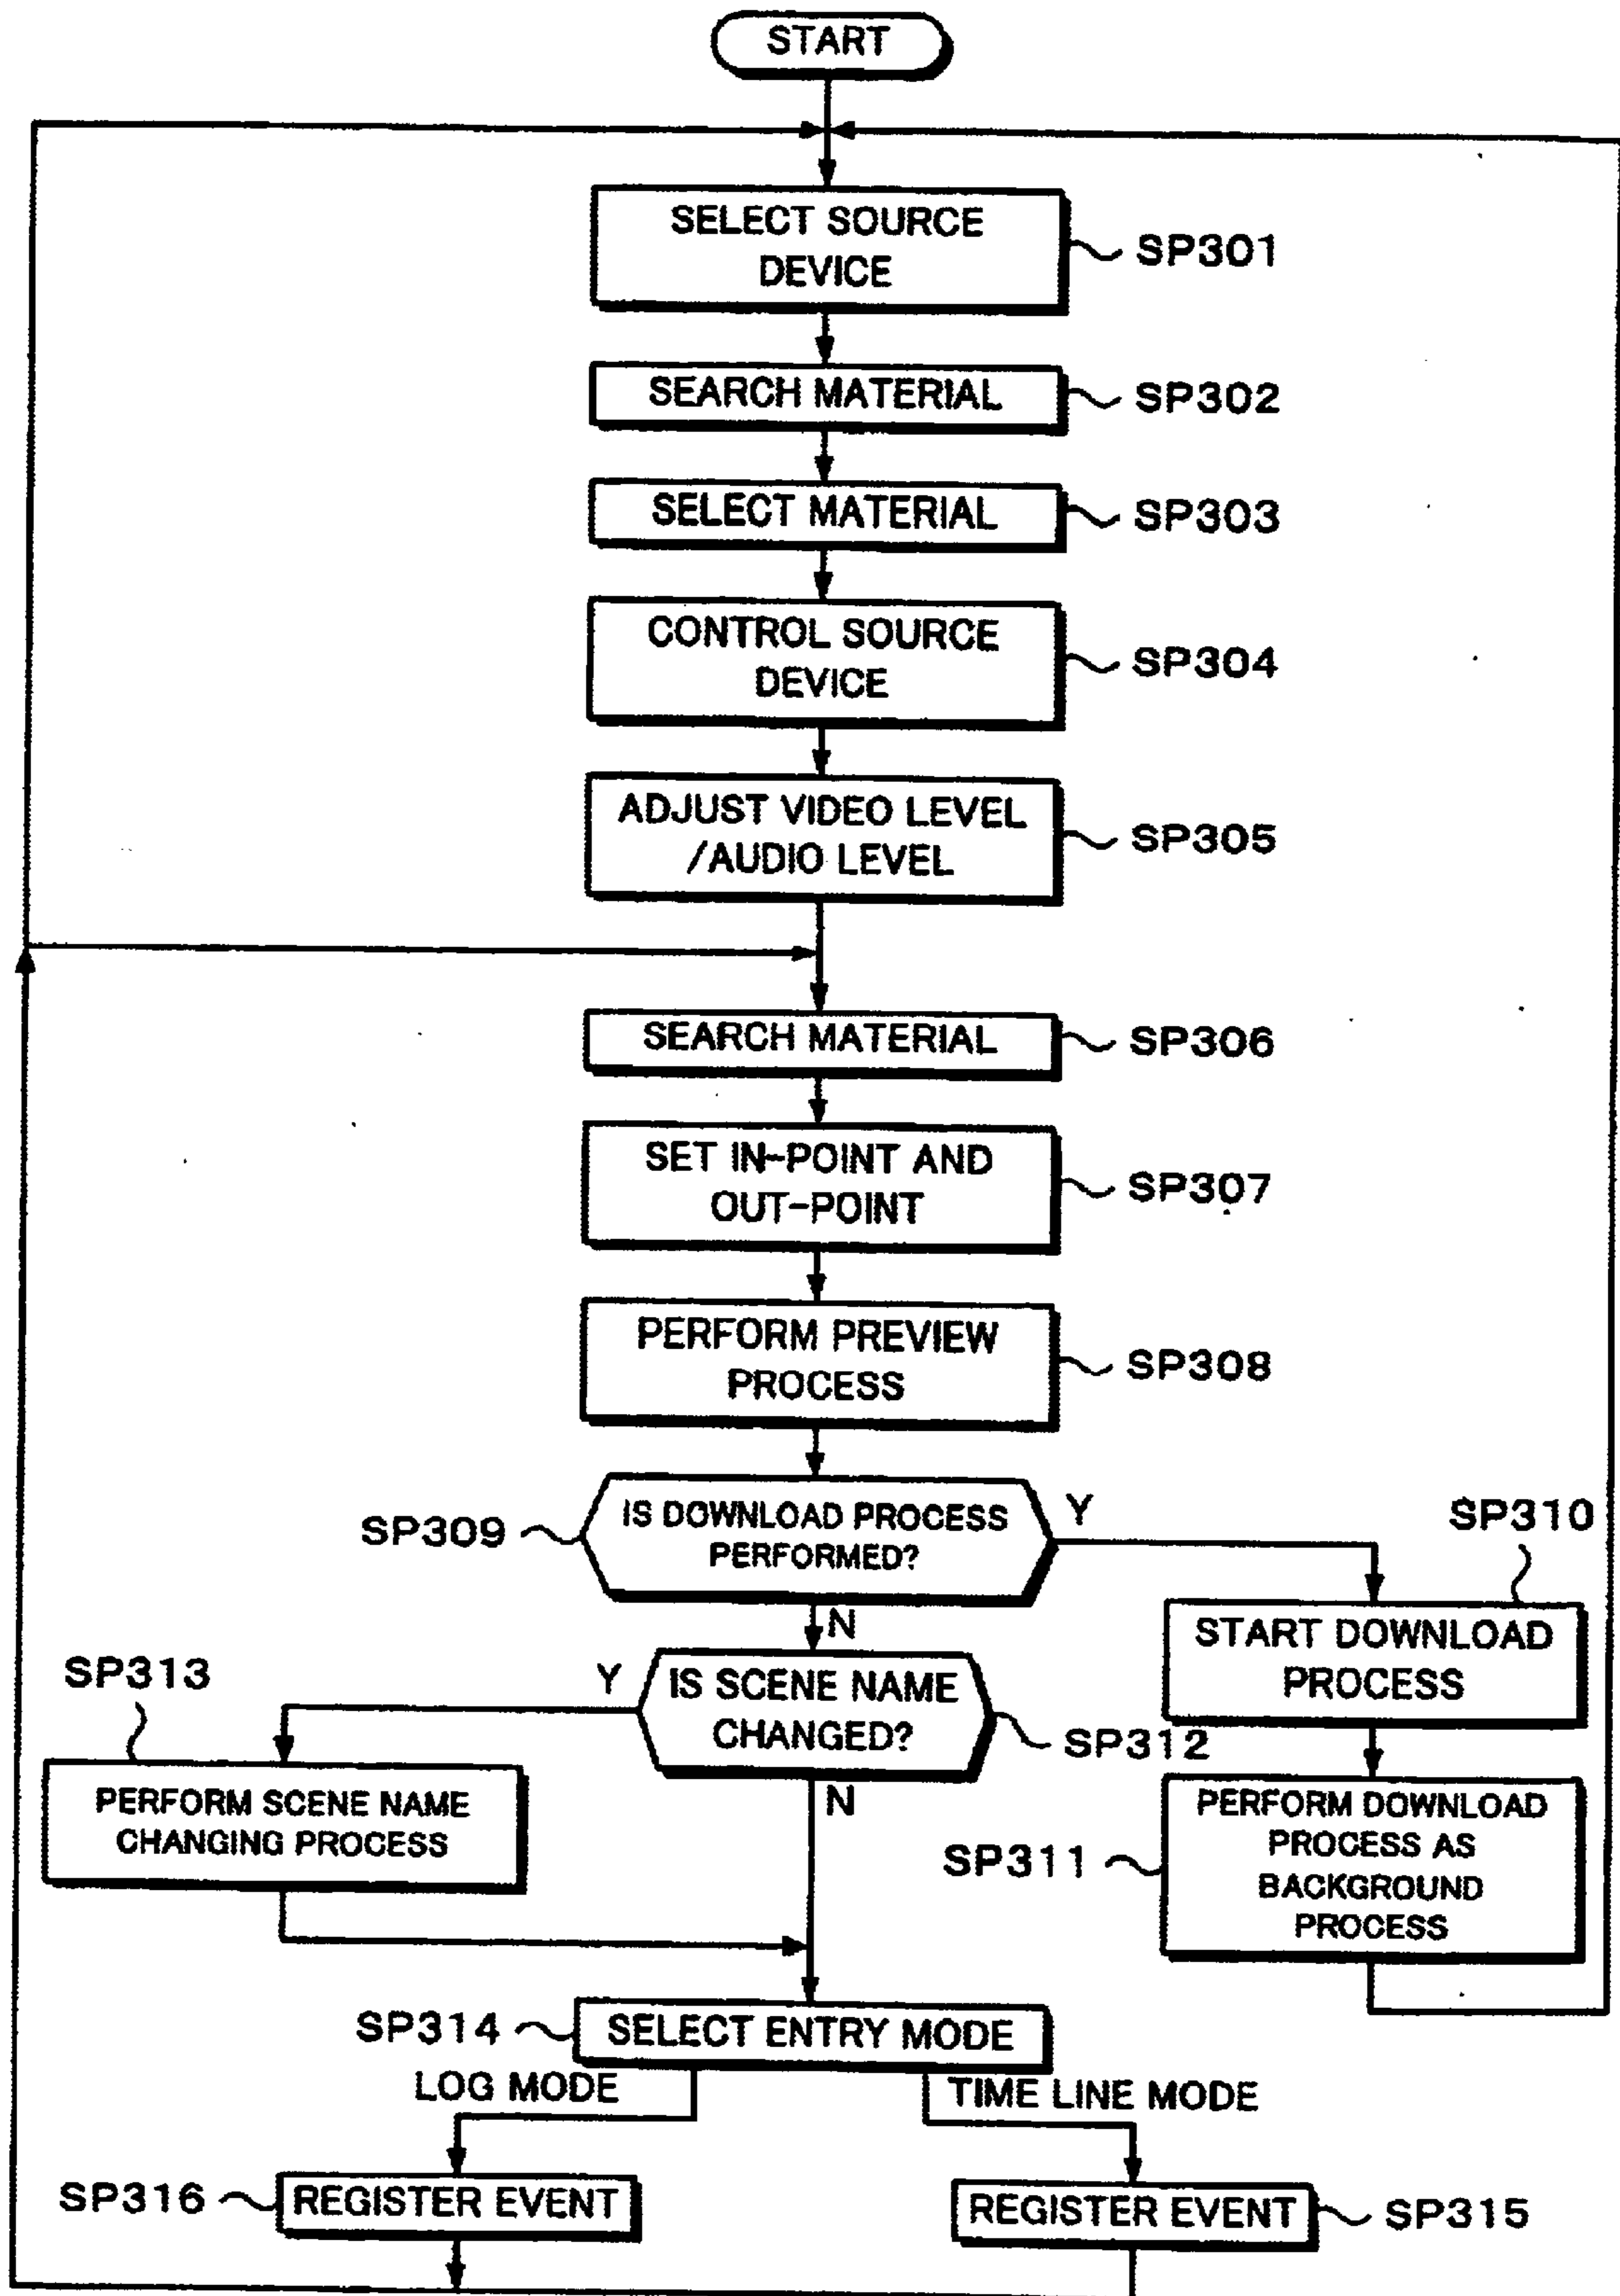 START
SELECT SOURCE
DEVICE
SP301
SEARCH MATERIAL
SP302
SELECT MATERIAL
SP303
CONTROL SOURCE
DEVICE
SP304
ADJUST VIDEO LEVEL
/AUDIO LEVEL
SP305
SEARCH MATERIAL
SP306
SET IN-POINT AND
OUT-POINT
SP307
PERFORM PREVIEW
PROCESS
SP308
SP309
IS DOWNLOAD PROCESS
PERFORMED?
Y
N
SP310
START DOWNLOAD
PROCESS
SP311
PERFORM DOWNLOAD
PROCESS AS
BACKGROUND
PROCESS
IS SCENE NAME
CHANGED?
SP312
Y
N
SP313
PERFORM SCENE NAME
CHANGING PROCESS
SP314
SELECT ENTRY MODE
LOG MODE
TIME LINE MODE
SP316
REGISTER EVENT
REGISTER EVENT
SP315